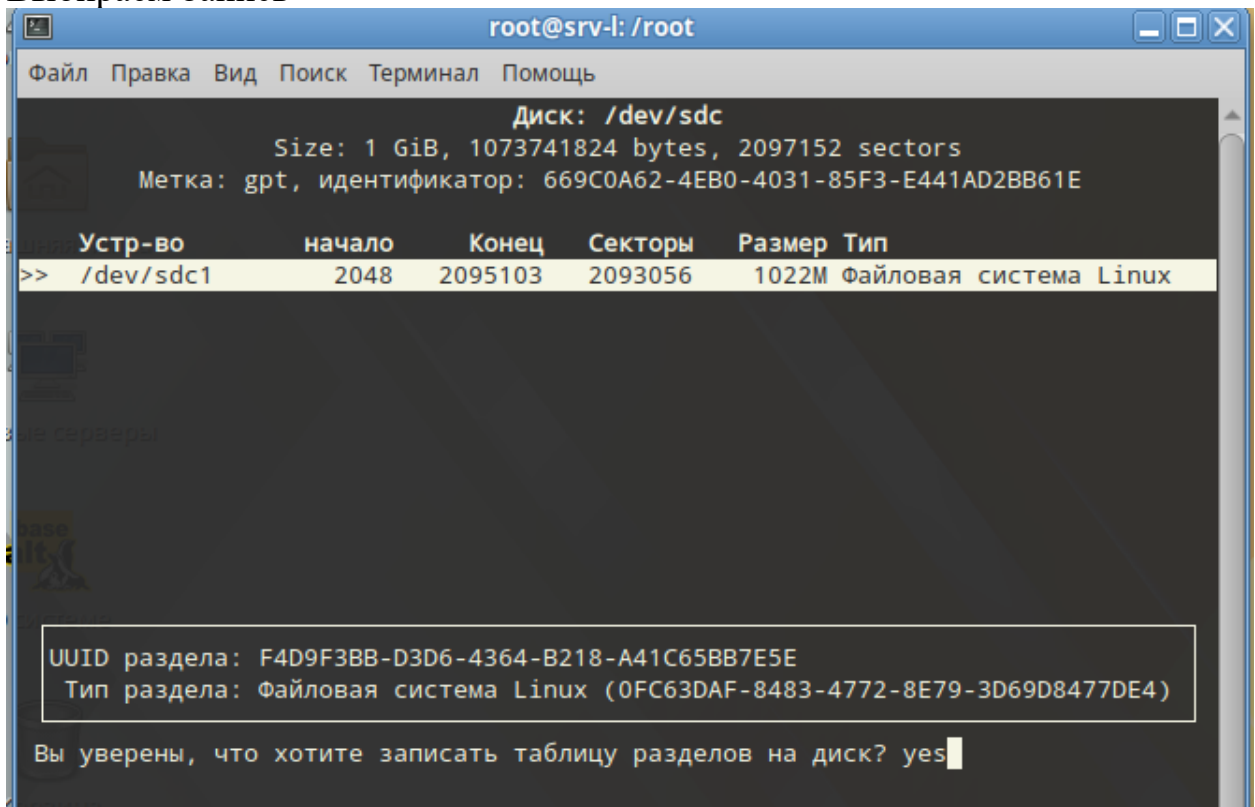 root@srv-l: /root
Файл Правка Вид Поиск Терминал Помощь
Диск: /dev/sdc
Size: 1 GiB, 1073741824 bytes, 2097152 sectors
Метка: gpt, идентификатор: 669C0A62-4EB0-4031-85F3-E441AD2BB61E
Устр-во начало Конец Секторы Размер Тип
>> /dev/sdc1 2048 2095103 2093056 1022M Файловая система Linux
серверы
base
alt
UUID раздела: F4D9F3BB-D3D6-4364-B218-A41C65BB7E5E
Тип раздела: Файловая система Linux (0FC63DAF-8483-4772-8E79-3D69D8477DE4)
Вы уверены, что хотите записать таблицу разделов на диск? yes